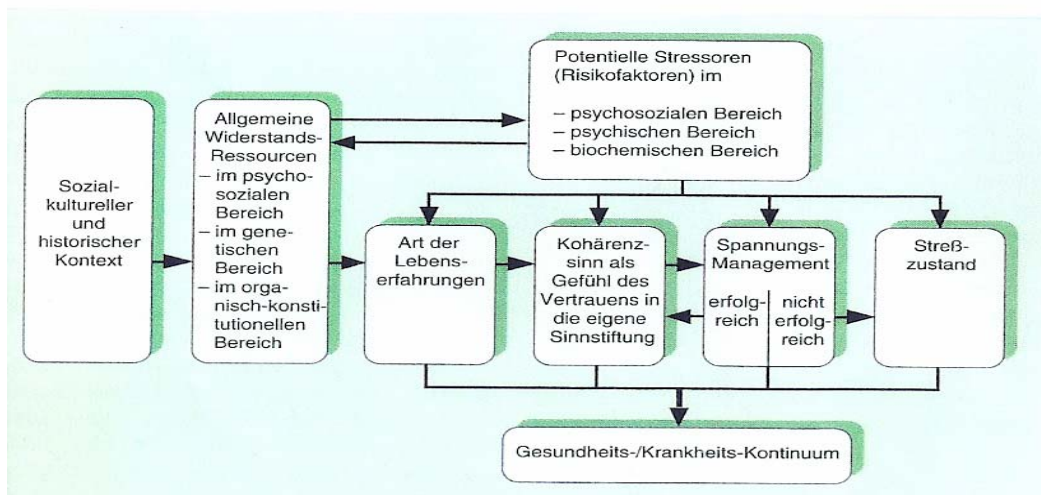 Potentielle Stressoren
(Risikofaktoren) im
– psychosozialen Bereich
– psychischen Bereich
– biochemischen Bereich
Sozial-
kultureller
und
historischer
Kontext
Allgemeine
Widerstands-
Ressourcen
– im psycho-
sozialen
Bereich
– im gene-
tischen
Bereich
– im orga-
nisch-konsti-
tutionellen
Bereich
Art der
Lebens-
erfahrungen
Kohärenz-
sinn als
Gefühl des
Vertrauens in
die eigene
Sinnstiftung
Spannungs-
Management
erfolg-
reich
nicht
erfolg-
reich
Streß-
zustand
Gesundheits-/Krankheits-Kontinuum